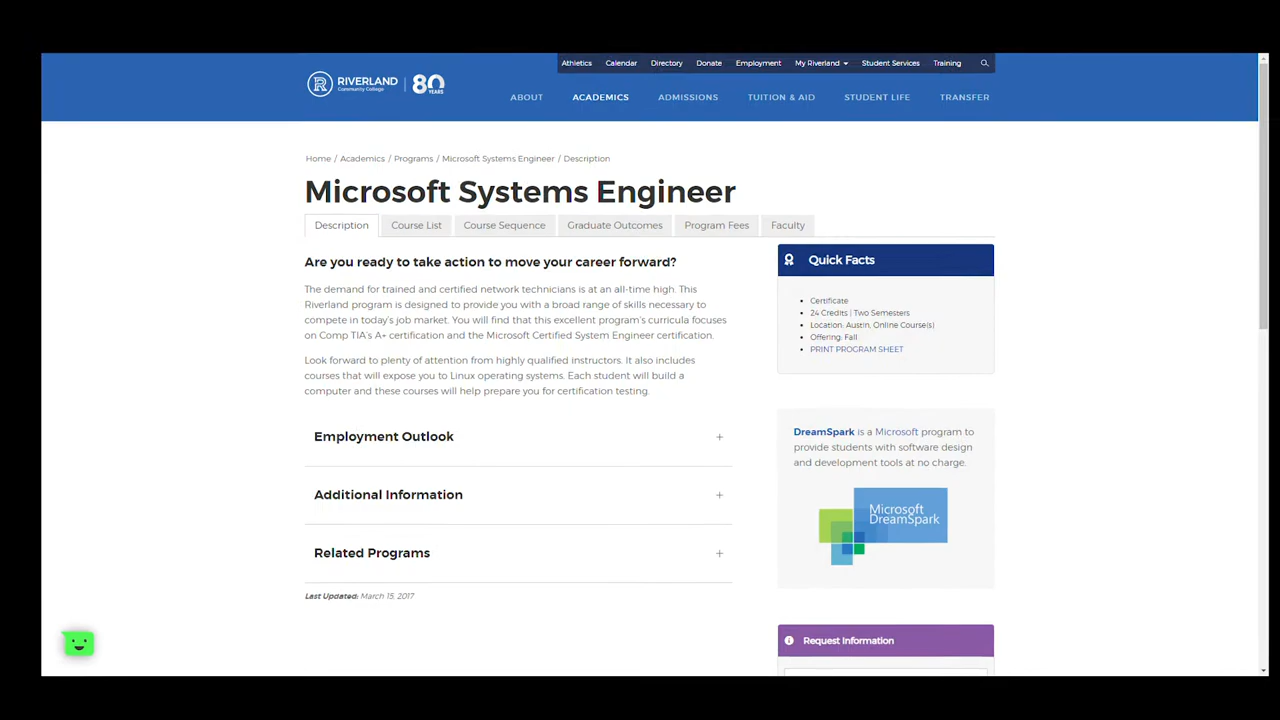 Athletics Calendar Directory Donate Employment My Riverland Student Services Training
RIVERLAND
Community College
80
YEARS
ABOUT ACADEMICS ADMISSIONS TUITION & AID STUDENT LIFE TRANSFER
Home / Academics / Programs / Microsoft Systems Engineer / Description
Microsoft Systems Engineer
Description Course List Course Sequence Graduate Outcomes Program Fees Faculty
Are you ready to take action to move your career forward?
The demand for trained and certified network technicians is at an all-time high. This
Riverland program is designed to provide you with a broad range of skills necessary to
compete in today's job market. You will find that this excellent program's curricula focuses
on Comp TIA's A+ certification and the Microsoft Certified System Engineer certification.
Look forward to plenty of attention from highly qualified instructors. It also includes
courses that will expose you to Linux operating systems. Each student will build a
computer and these courses will help prepare you for certification testing.
Employment Outlook +
Additional Information +
Related Programs +
Last Updated: March 15, 2017
Quick Facts
• Certificate
• 24 Credits | Two Semesters
• Location: Austin, Online Course(s)
• Offering: Fall
• PRINT PROGRAM SHEET
DreamSpark is a Microsoft program to
provide students with software design
and development tools at no charge.
Microsoft
DreamSpark
Request Information